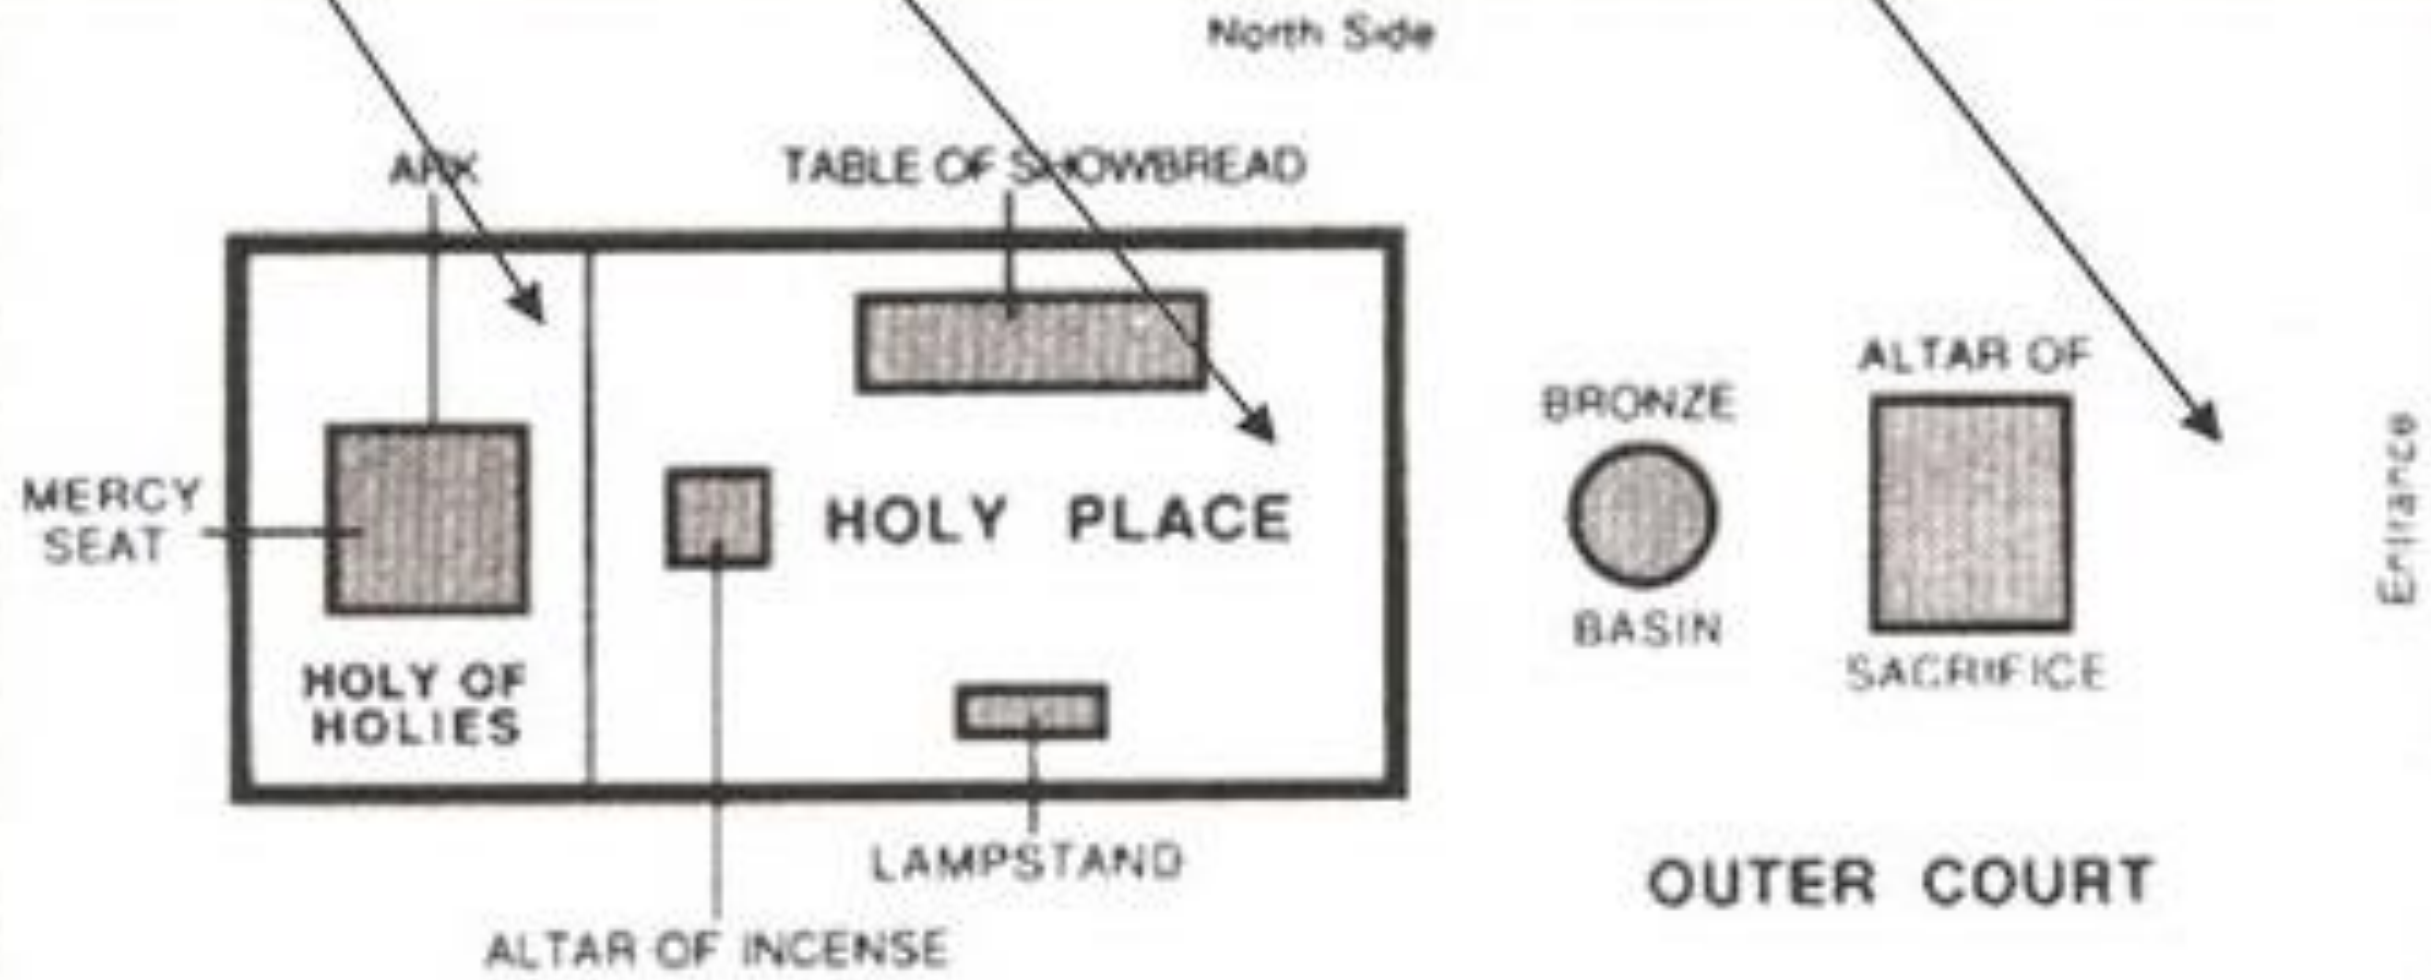 North Side
ARK
TABLE OF SHOWBREAD
ALTAR OF
BRONZE
Entrance
MERCY
SEAT
HOLY PLACE
BASIN
SACRIFICE
HOLY OF
HOLIES
LAMPSTAND
OUTER COURT
ALTAR OF INCENSE